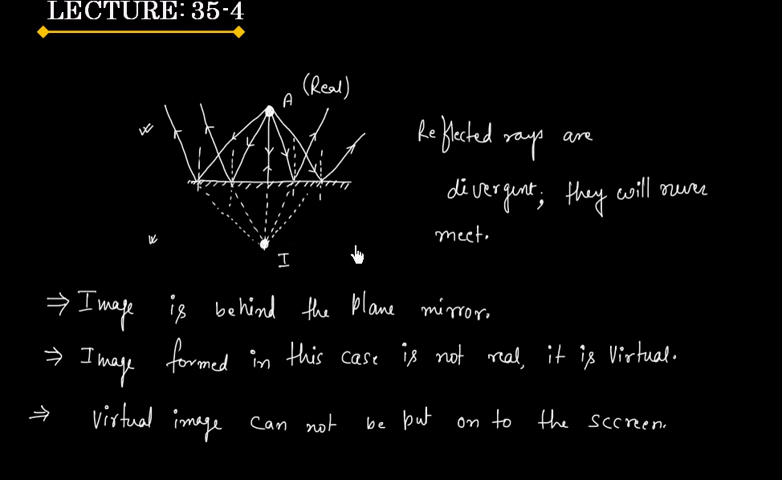 LECTURE: 35-4
(Real)
A
Reflected rays are
divergent; they will never
meet.
I
⇒ Image is behind the plane mirror.
⇒ Image formed in this case is not real, it is Virtual.
⇒ Virtual image can not be put on to the sccreen.